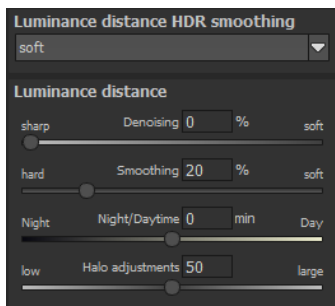 Luminance distance HDR smoothing
soft
Luminance distance
sharp Denoising 0 % soft
hard Smoothing 20 % soft
Night Night/Daytime 0 min Day
low Halo adjustments 50 large